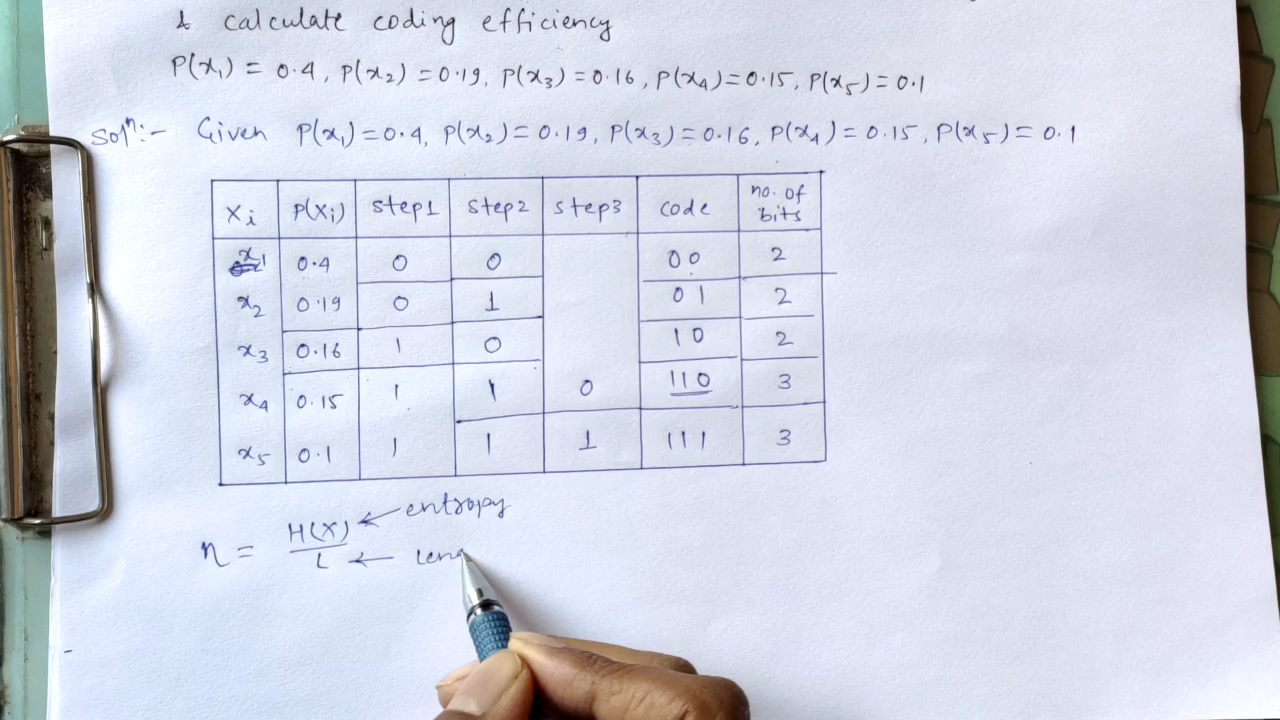 & calculate coding efficiency
P(x₁) = 0.4, P(x₂) = 0.19, P(x₃) = 0.16, P(x₄) = 0.15, P(x₅) = 0.1
Solⁿ:- Given P(x₁) = 0.4, P(x₂) = 0.19, P(x₃) = 0.16, P(x₄) = 0.15, P(x₅) = 0.1
Xi P(Xi) step1 step2 step3 code no. of bits
x₁ 0.4 0 0 00 2
x₂ 0.19 0 1 01 2
x₃ 0.16 1 0 10 2
x₄ 0.15 1 1 0 110 3
x₅ 0.1 1 1 1 111 3
η = H(X) / L
← entropy
← Leng